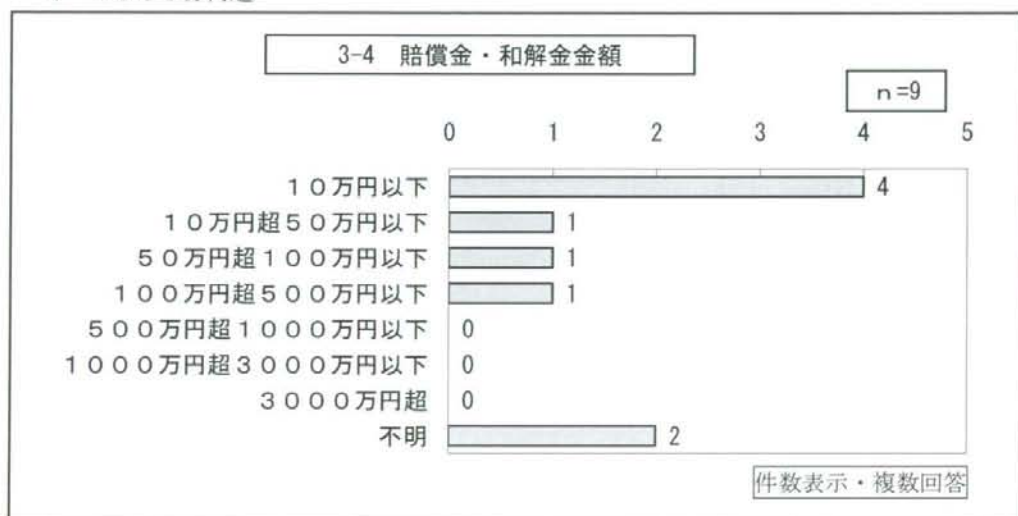 3-4 賠償金・和解金金額
n=9
0 1 2 3 4 5
10万円以下 4
10万円超50万円以下 1
50万円超100万円以下 1
100万円超500万円以下 1
500万円超1000万円以下 0
1000万円超3000万円以下 0
3000万円超 0
不明 2
件数表示・複数回答